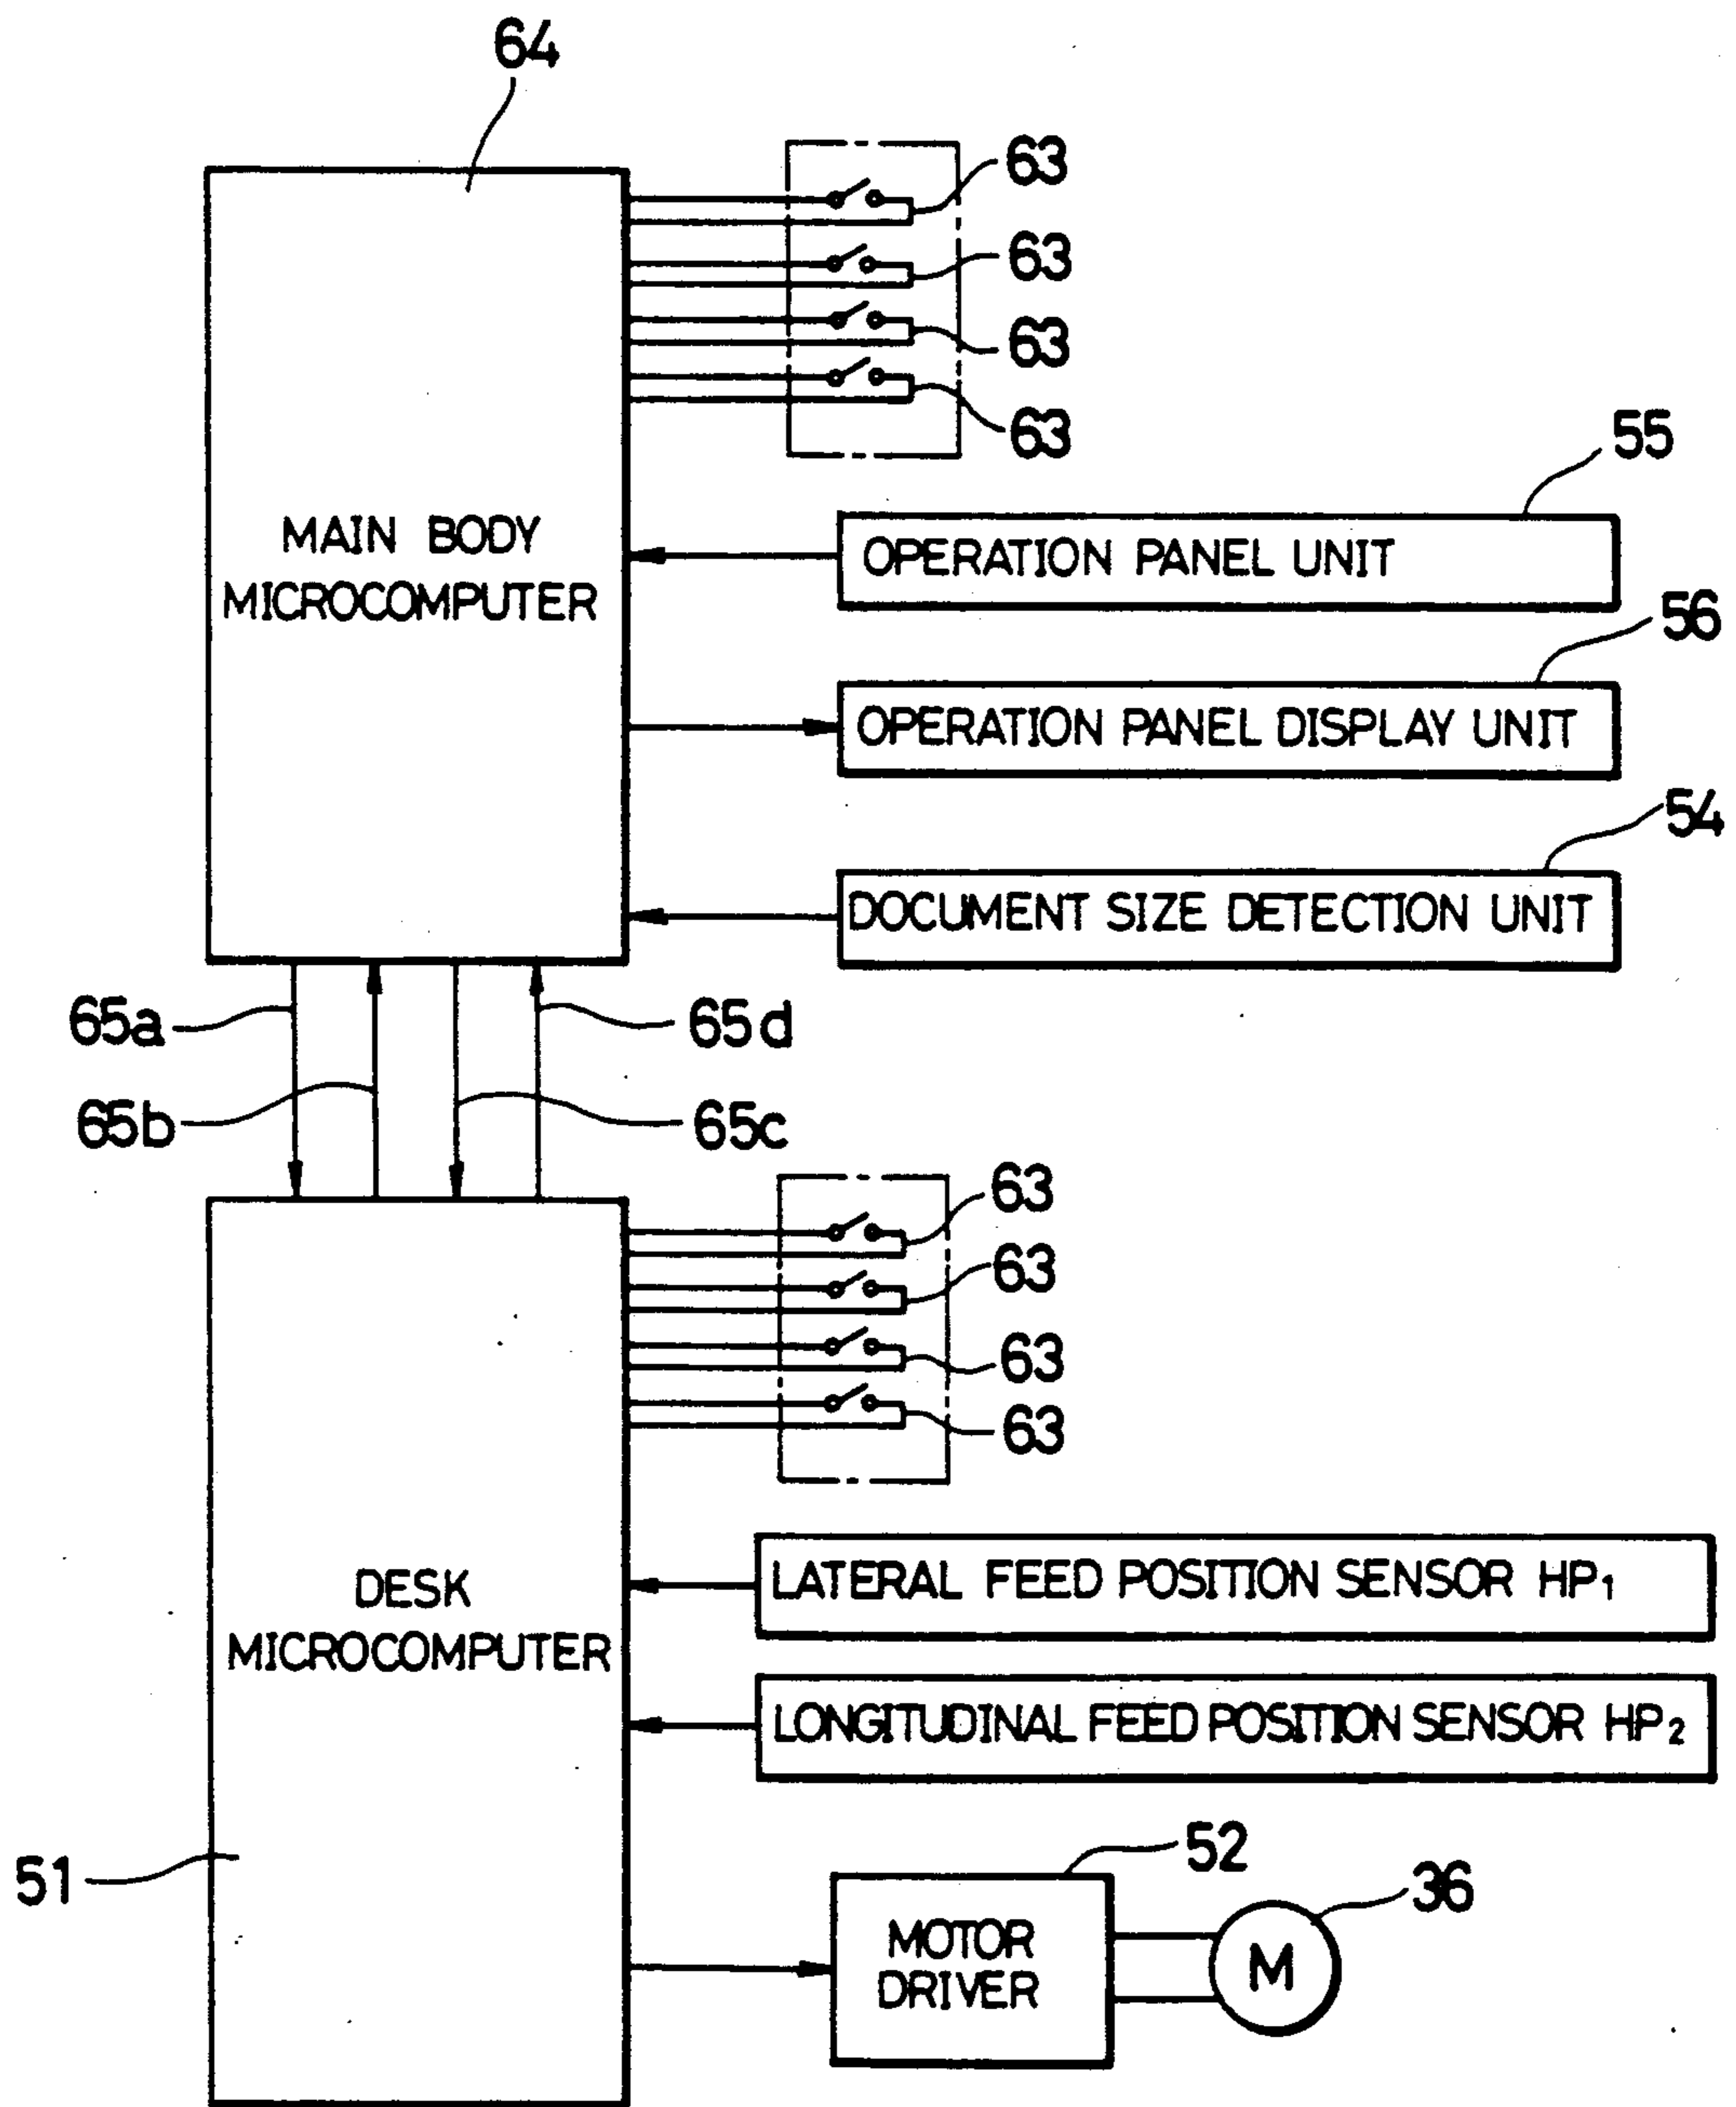 64
63
63
63
63
MAIN BODY
MICROCOMPUTER
55
OPERATION PANEL UNIT
56
OPERATION PANEL DISPLAY UNIT
54
DOCUMENT SIZE DETECTION UNIT
65a
65d
65b
65c
63
63
63
63
DESK
MICROCOMPUTER
LATERAL FEED POSITION SENSOR HP₁
LONGITUDINAL FEED POSITION SENSOR HP₂
51
52
36
MOTOR
DRIVER
M